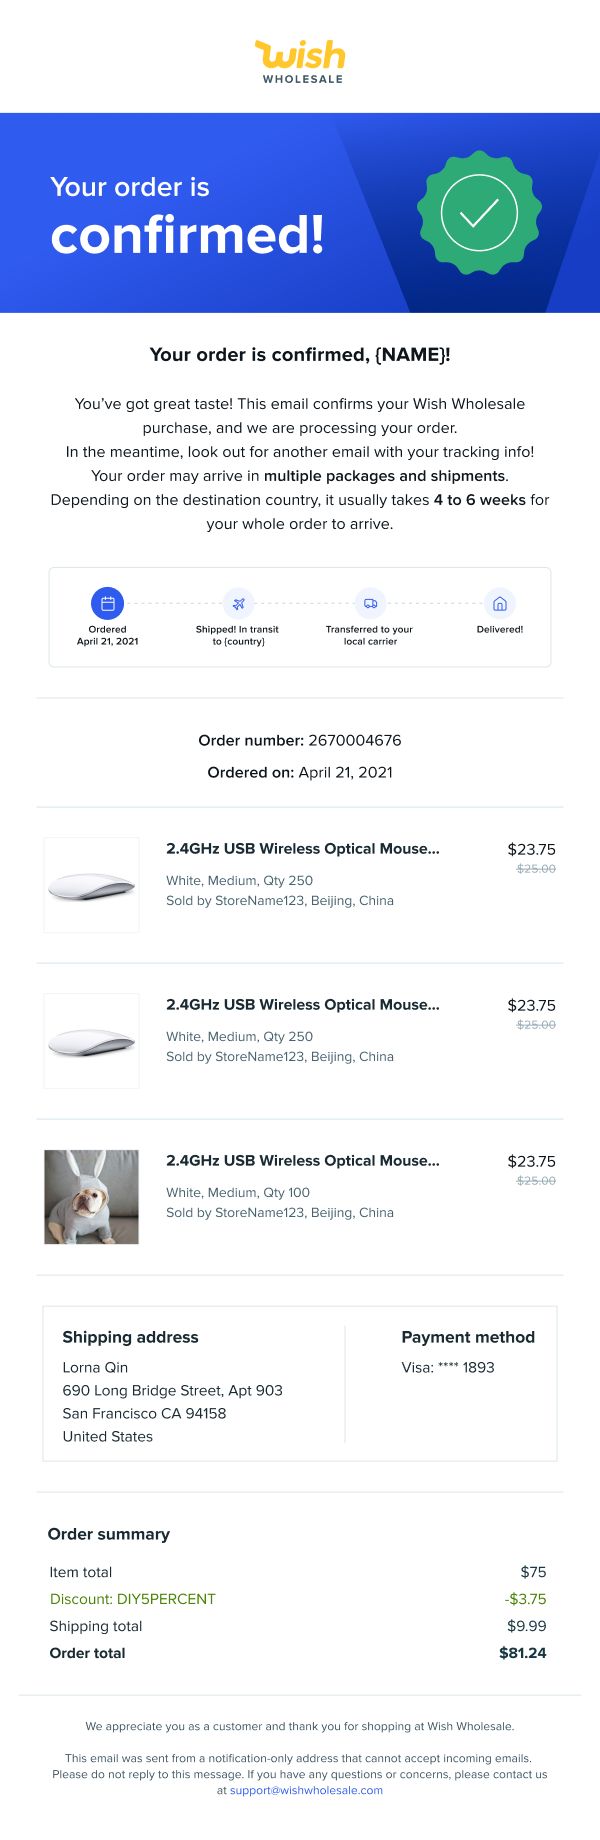 wish
WHOLESALE
Your order is
confirmed!
Your order is confirmed, {NAME}!
You've got great taste! This email confirms your Wish Wholesale
purchase, and we are processing your order.
In the meantime, look out for another email with your tracking info!
Your order may arrive in multiple packages and shipments.
Depending on the destination country, it usually takes 4 to 6 weeks for
your whole order to arrive.
Ordered
April 21, 2021
Shipped! In transit
to {country}
Transferred to your
local carrier
Delivered!
Order number: 2670004676
Ordered on: April 21, 2021
2.4GHz USB Wireless Optical Mouse...
$23.75
$25.00
White, Medium, Qty 250
Sold by StoreName123, Beijing, China
2.4GHz USB Wireless Optical Mouse...
$23.75
$25.00
White, Medium, Qty 250
Sold by StoreName123, Beijing, China
2.4GHz USB Wireless Optical Mouse...
$23.75
$25.00
White, Medium, Qty 100
Sold by StoreName123, Beijing, China
Shipping address
Lorna Qin
690 Long Bridge Street, Apt 903
San Francisco CA 94158
United States
Payment method
Visa: **** 1893
Order summary
Item total $75
Discount: DIY5PERCENT -$3.75
Shipping total $9.99
Order total $81.24
We appreciate you as a customer and thank you for shopping at Wish Wholesale.
This email was sent from a notification-only address that cannot accept incoming emails.
Please do not reply to this message. If you have any questions or concerns, please contact us
at support@wishwholesale.com